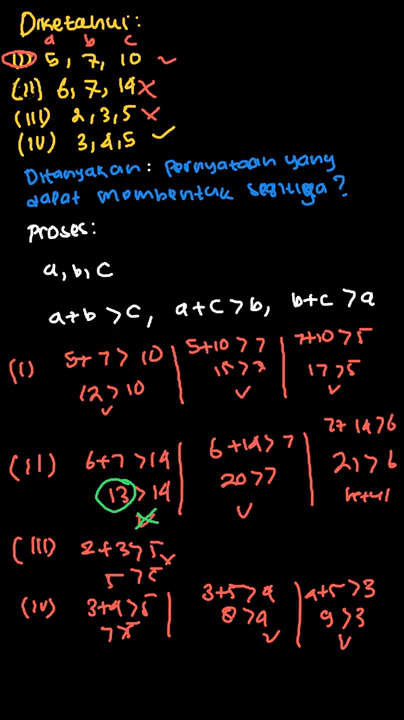 Diketahui:
a b c
(I) 5, 7, 10 ✓
(II) 6, 7, 14 ✗
(III) 2, 3, 5 ✗
(IV) 3, 4, 5 ✓
Ditanyakan: pernyataan yang
dapat membentuk segitiga?
Proses:
a, b, c
a+b >c, a+c >b, b+c >a
(I) 5+7 > 10 | 5+10 > 7 | 7+10 > 5
12 > 10 | 15 > 7 | 17 > 5
✓ ✓ ✓
(II) 6+7 > 14 | 6+14 > 7 | 7+14 > 6
13 > 14 | 20 > 7 | 21 > 6
✓ betul
(III) 2+3 > 5 ✗
5 > 5
(IV) 3+4 > 5 | 3+5 > 4 | 4+5 > 3
7 > 5 | 8 > 4 | 9 > 3
✓ ✓